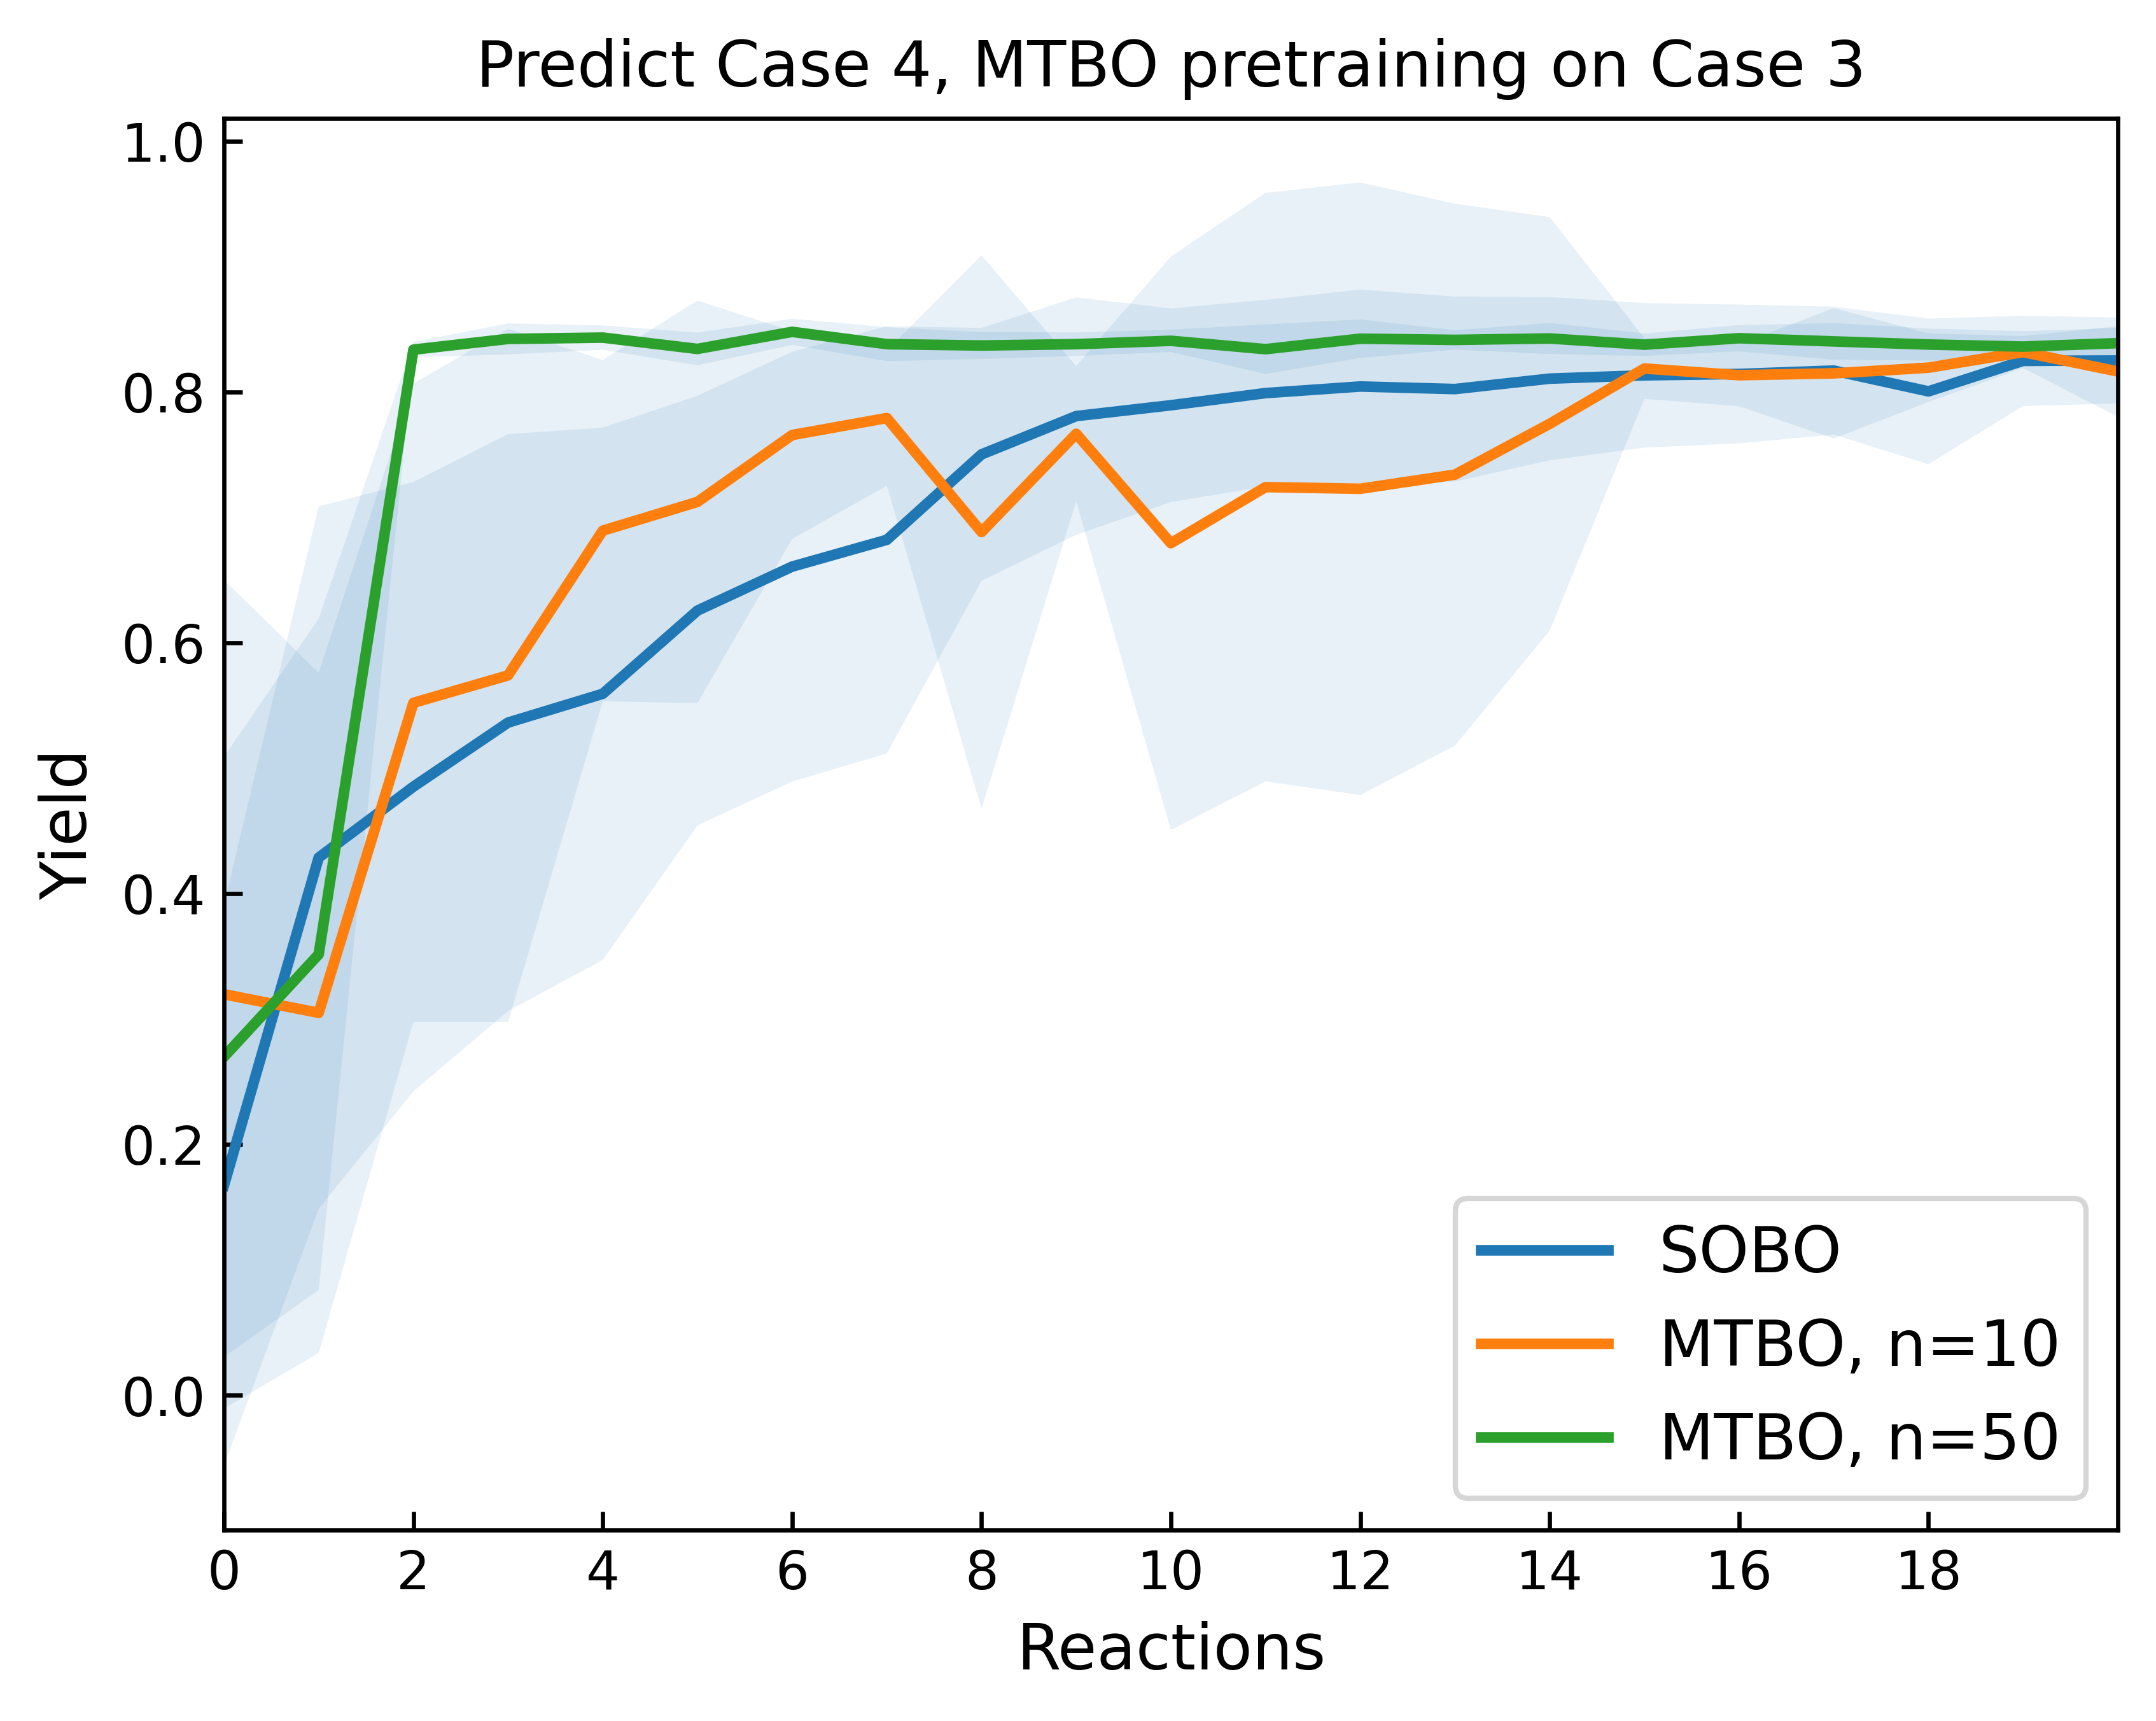 Predict Case 4, MTBO pretraining on Case 3
1.0
0.8
0.6
0.4
0.2
0.0
Yield
0 2 4 6 8 10 12 14 16 18
Reactions
SOBO
MTBO, n=10
MTBO, n=50